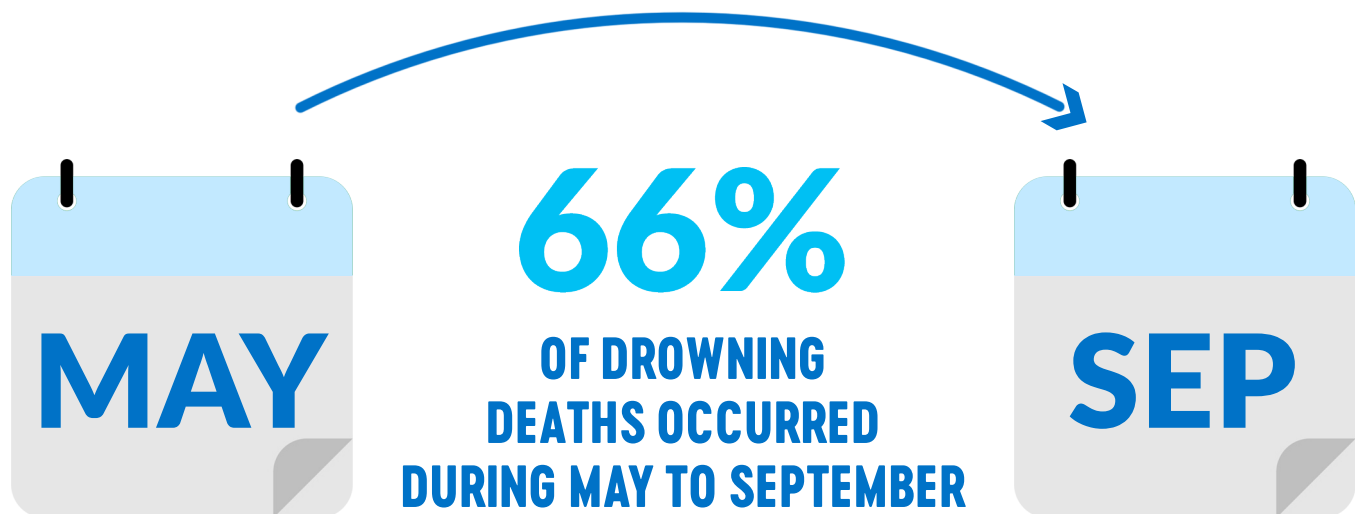 66%
MAY
SEP
OF DROWNING
DEATHS OCCURRED
DURING MAY TO SEPTEMBER